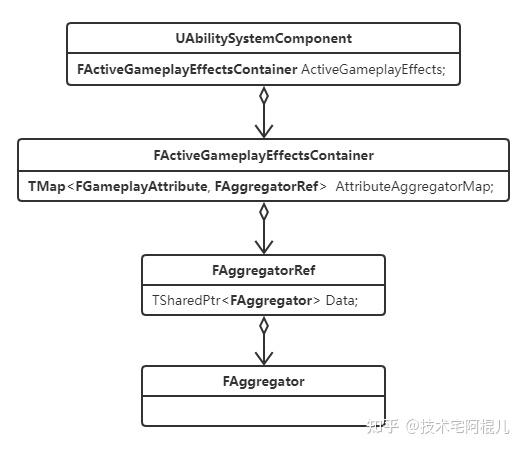 UAbilitySystemComponent
FActiveGameplayEffectsContainer ActiveGameplayEffects;
FActiveGameplayEffectsContainer
TMap<FGameplayAttribute, FAggregatorRef> AttributeAggregatorMap;
FAggregatorRef
TSharedPtr<FAggregator> Data;
FAggregator
知乎 @技术宅阿棍儿